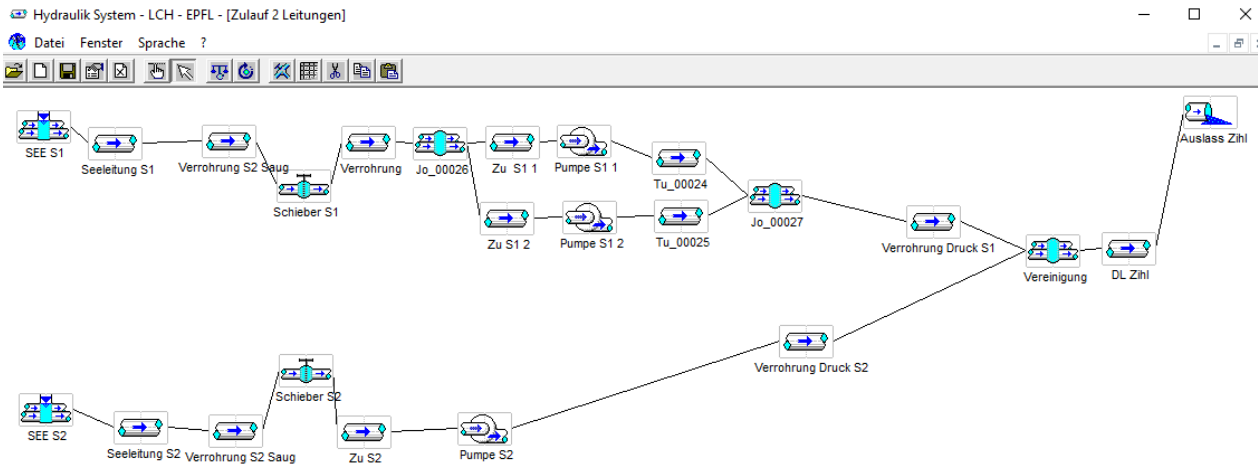 Hydraulik System - LCH - EPFL - [Zulauf 2 Leitungen]
Datei Fenster Sprache ?
SEE S1
Seeleitung S1
Verrohrung S2 Saug
Schieber S1
Verrohrung
Jo_00026
Zu S1 1
Pumpe S1 1
Tu_00024
Zu S1 2
Pumpe S1 2
Tu_00025
Jo_00027
Verrohrung Druck S1
Vereinigung
DL Zihl
Auslass Zihl
Verrohrung Druck S2
SEE S2
Seeleitung S2
Verrohrung S2 Saug
Schieber S2
Zu S2
Pumpe S2